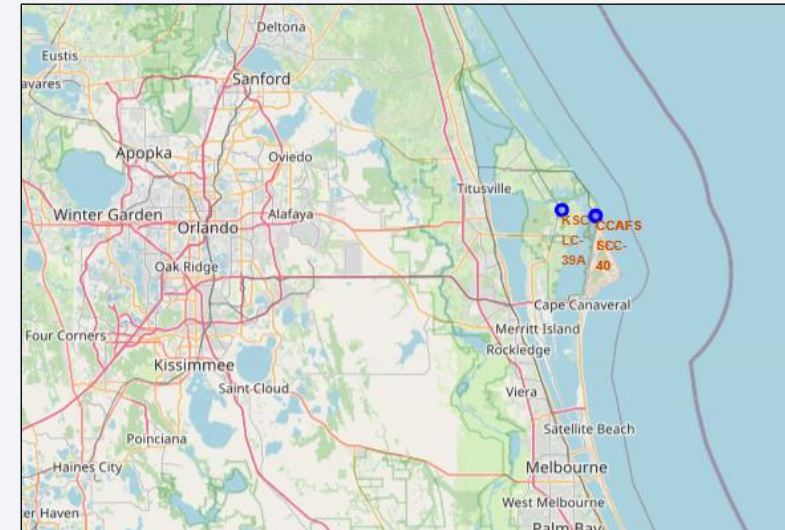 Deltona
Eustis
avares
Sanford
Apopka
Oviedo
Titusville
Winter Garden
Alafaya
Orlando
KSC
LC-
39A
CCAFS
SCC-
40
Oak Ridge
Cape Canaveral
Merritt Island
Four Corners
Rockledge
Kissimmee
Saint Cloud
Viera
Poinciana
Satellite Beach
Haines City
Melbourne
er Haven
West Melbourne
Palm Bay